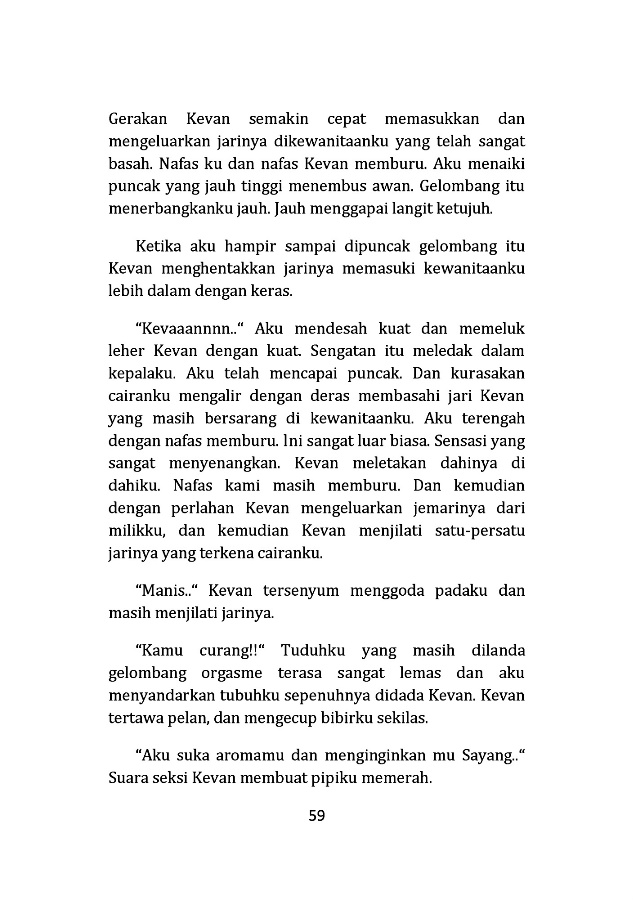 Gerakan Kevan semakin cepat memasukkan dan
mengeluarkan jarinya dikewanitaanku yang telah sangat
basah. Nafas ku dan nafas Kevan memburu. Aku menaiki
puncak yang jauh tinggi menembus awan. Gelombang itu
menerbangkanku jauh. Jauh menggapai langit ketujuh.
Ketika aku hampir sampai dipuncak gelombang itu
Kevan menghentakkan jarinya memasuki kewanitaanku
lebih dalam dengan keras.
“Kevaaannnn..“ Aku mendesah kuat dan memeluk
leher Kevan dengan kuat. Sengatan itu meledak dalam
kepalaku. Aku telah mencapai puncak. Dan kurasakan
cairanku mengalir dengan deras membasahi jari Kevan
yang masih bersarang di kewanitaanku. Aku terengah
dengan nafas memburu. Ini sangat luar biasa. Sensasi yang
sangat menyenangkan. Kevan meletakan dahinya di
dahiku. Nafas kami masih memburu. Dan kemudian
dengan perlahan Kevan mengeluarkan jemarinya dari
milikku, dan kemudian Kevan menjilati satu-persatu
jarinya yang terkena cairanku.
“Manis..“ Kevan tersenyum menggoda padaku dan
masih menjilati jarinya.
“Kamu curang!!“ Tuduhku yang masih dilanda
gelombang orgasme terasa sangat lemas dan aku
menyandarkan tubuhku sepenuhnya didada Kevan. Kevan
tertawa pelan, dan mengecup bibirku sekilas.
“Aku suka aromamu dan menginginkan mu Sayang..“
Suara seksi Kevan membuat pipiku memerah.
59